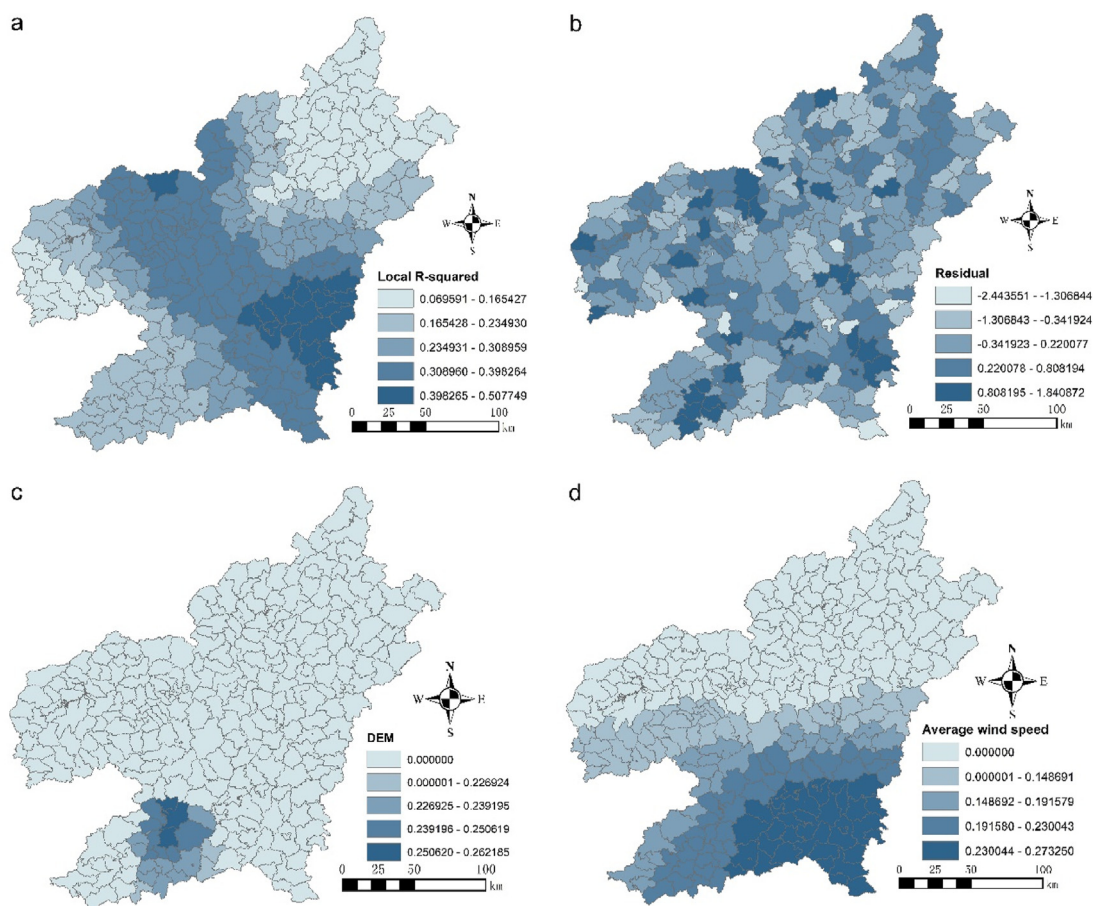 a
N
W E
S
Local R-squared
0.069591 - 0.165427
0.165428 - 0.234930
0.234931 - 0.308959
0.308960 - 0.398264
0.398265 - 0.507749
0 25 50 100
km
b
N
W E
S
Residual
-2.443551 - -1.306844
-1.306843 - -0.341924
-0.341923 - 0.220077
0.220078 - 0.808194
0.808195 - 1.840872
0 25 50 100
km
c
N
W E
S
DEM
0.000000
0.000001 - 0.226924
0.226925 - 0.239195
0.239196 - 0.250619
0.250620 - 0.262185
0 25 50 100
km
d
N
W E
S
Average wind speed
0.000000
0.000001 - 0.148691
0.148692 - 0.191579
0.191580 - 0.230043
0.230044 - 0.273250
0 25 50 100
km